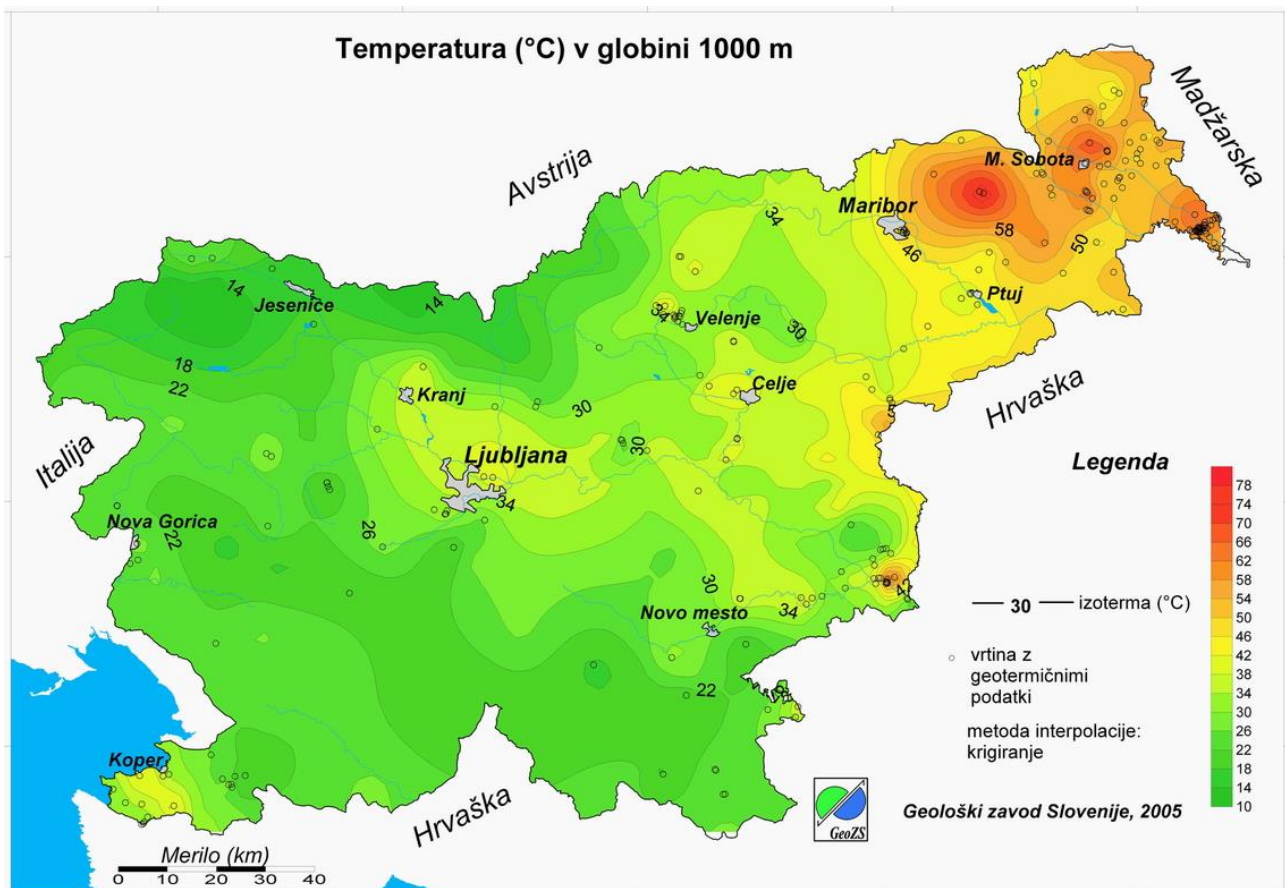 Temperatura (°C) v globini 1000 m
Madžarska
M. Sobota
Avstrija
34
Maribor
58
50
46
14
Jesenice
14
Ptuj
34
Velenje
30
18
22
Kranj
Celje
30
Hrvaška
Italija
30
Ljubljana
Legenda
34
Nova Gorica
22
26
78
74
70
66
62
58
54
50
46
42
38
34
30
26
22
18
14
10
42
30
34
Novo mesto
30 izoterma (°C)
vrtina z
geotermičnimi
podatki
22
metoda interpolacije:
krigiranje
Koper
Hrvaška
GeoZS
Geološki zavod Slovenije, 2005
Merilo (km)
0 10 20 30 40